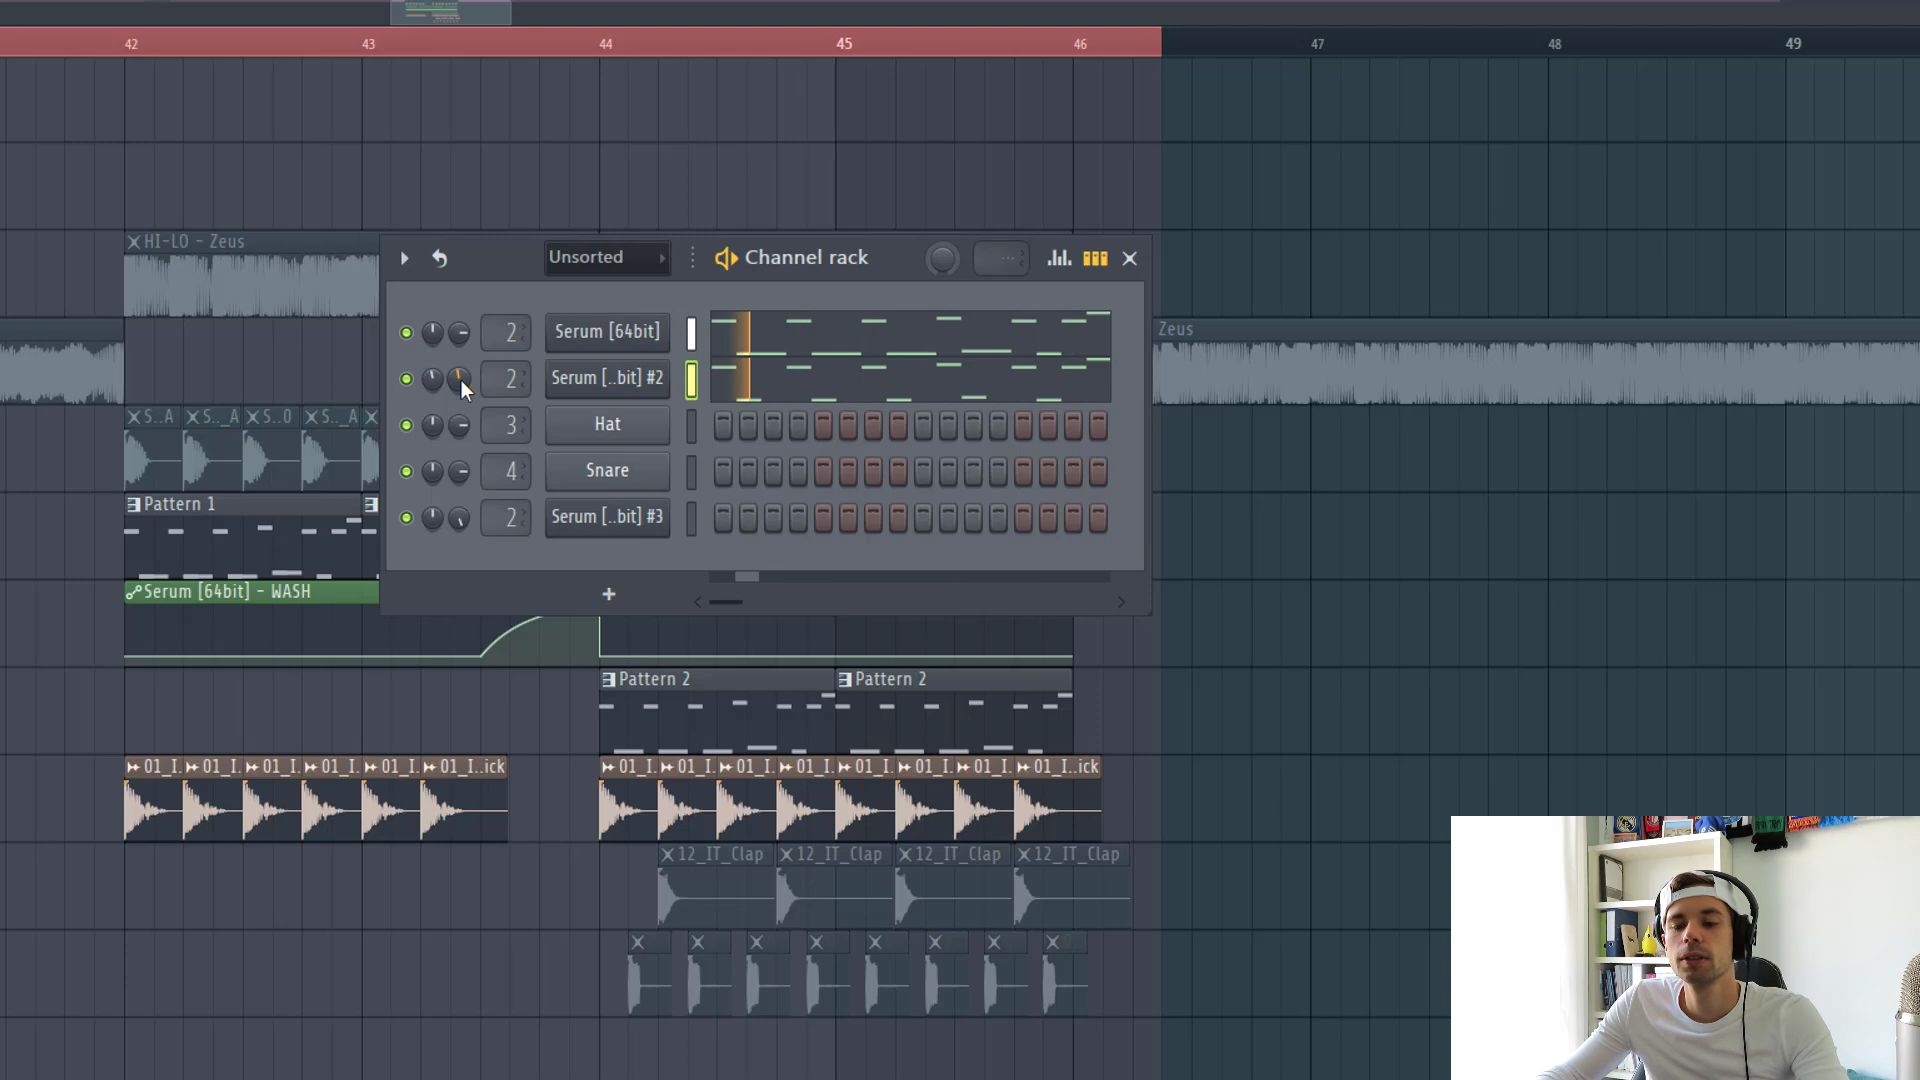 42 43 44 45 46 47 48 49
HI-LO - Zeus
Unsorted
Channel rack
2 Serum [64bit]
Zeus
2 Serum [..bit] #2
S..A S.._A S..O S.._A
3 Hat
4 Snare
Pattern 1
2 Serum [..bit] #3
Serum [64bit] - WASH
+
Pattern 2 Pattern 2
01_I. 01_I. 01_I. 01_I. 01_I. 01_I..ick 01_I. 01_I. 01_I. 01_I. 01_I. 01_I. 01_I. 01_I..ick
12_IT_Clap 12_IT_Clap 12_IT_Clap 12_IT_Clap